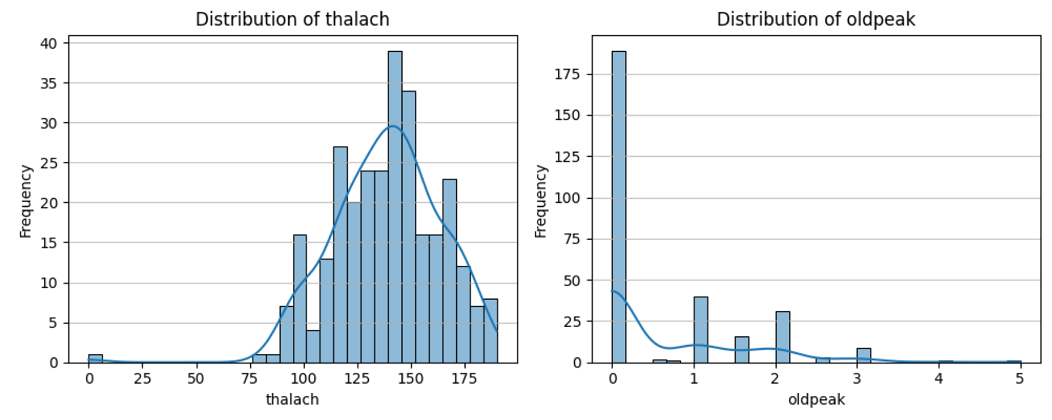 Distribution of thalach
40
35
30
25
20
15
10
5
0
Frequency
0 25 50 75 100 125 150 175
thalach
Distribution of oldpeak
175
150
125
100
75
50
25
0
Frequency
0 1 2 3 4 5
oldpeak